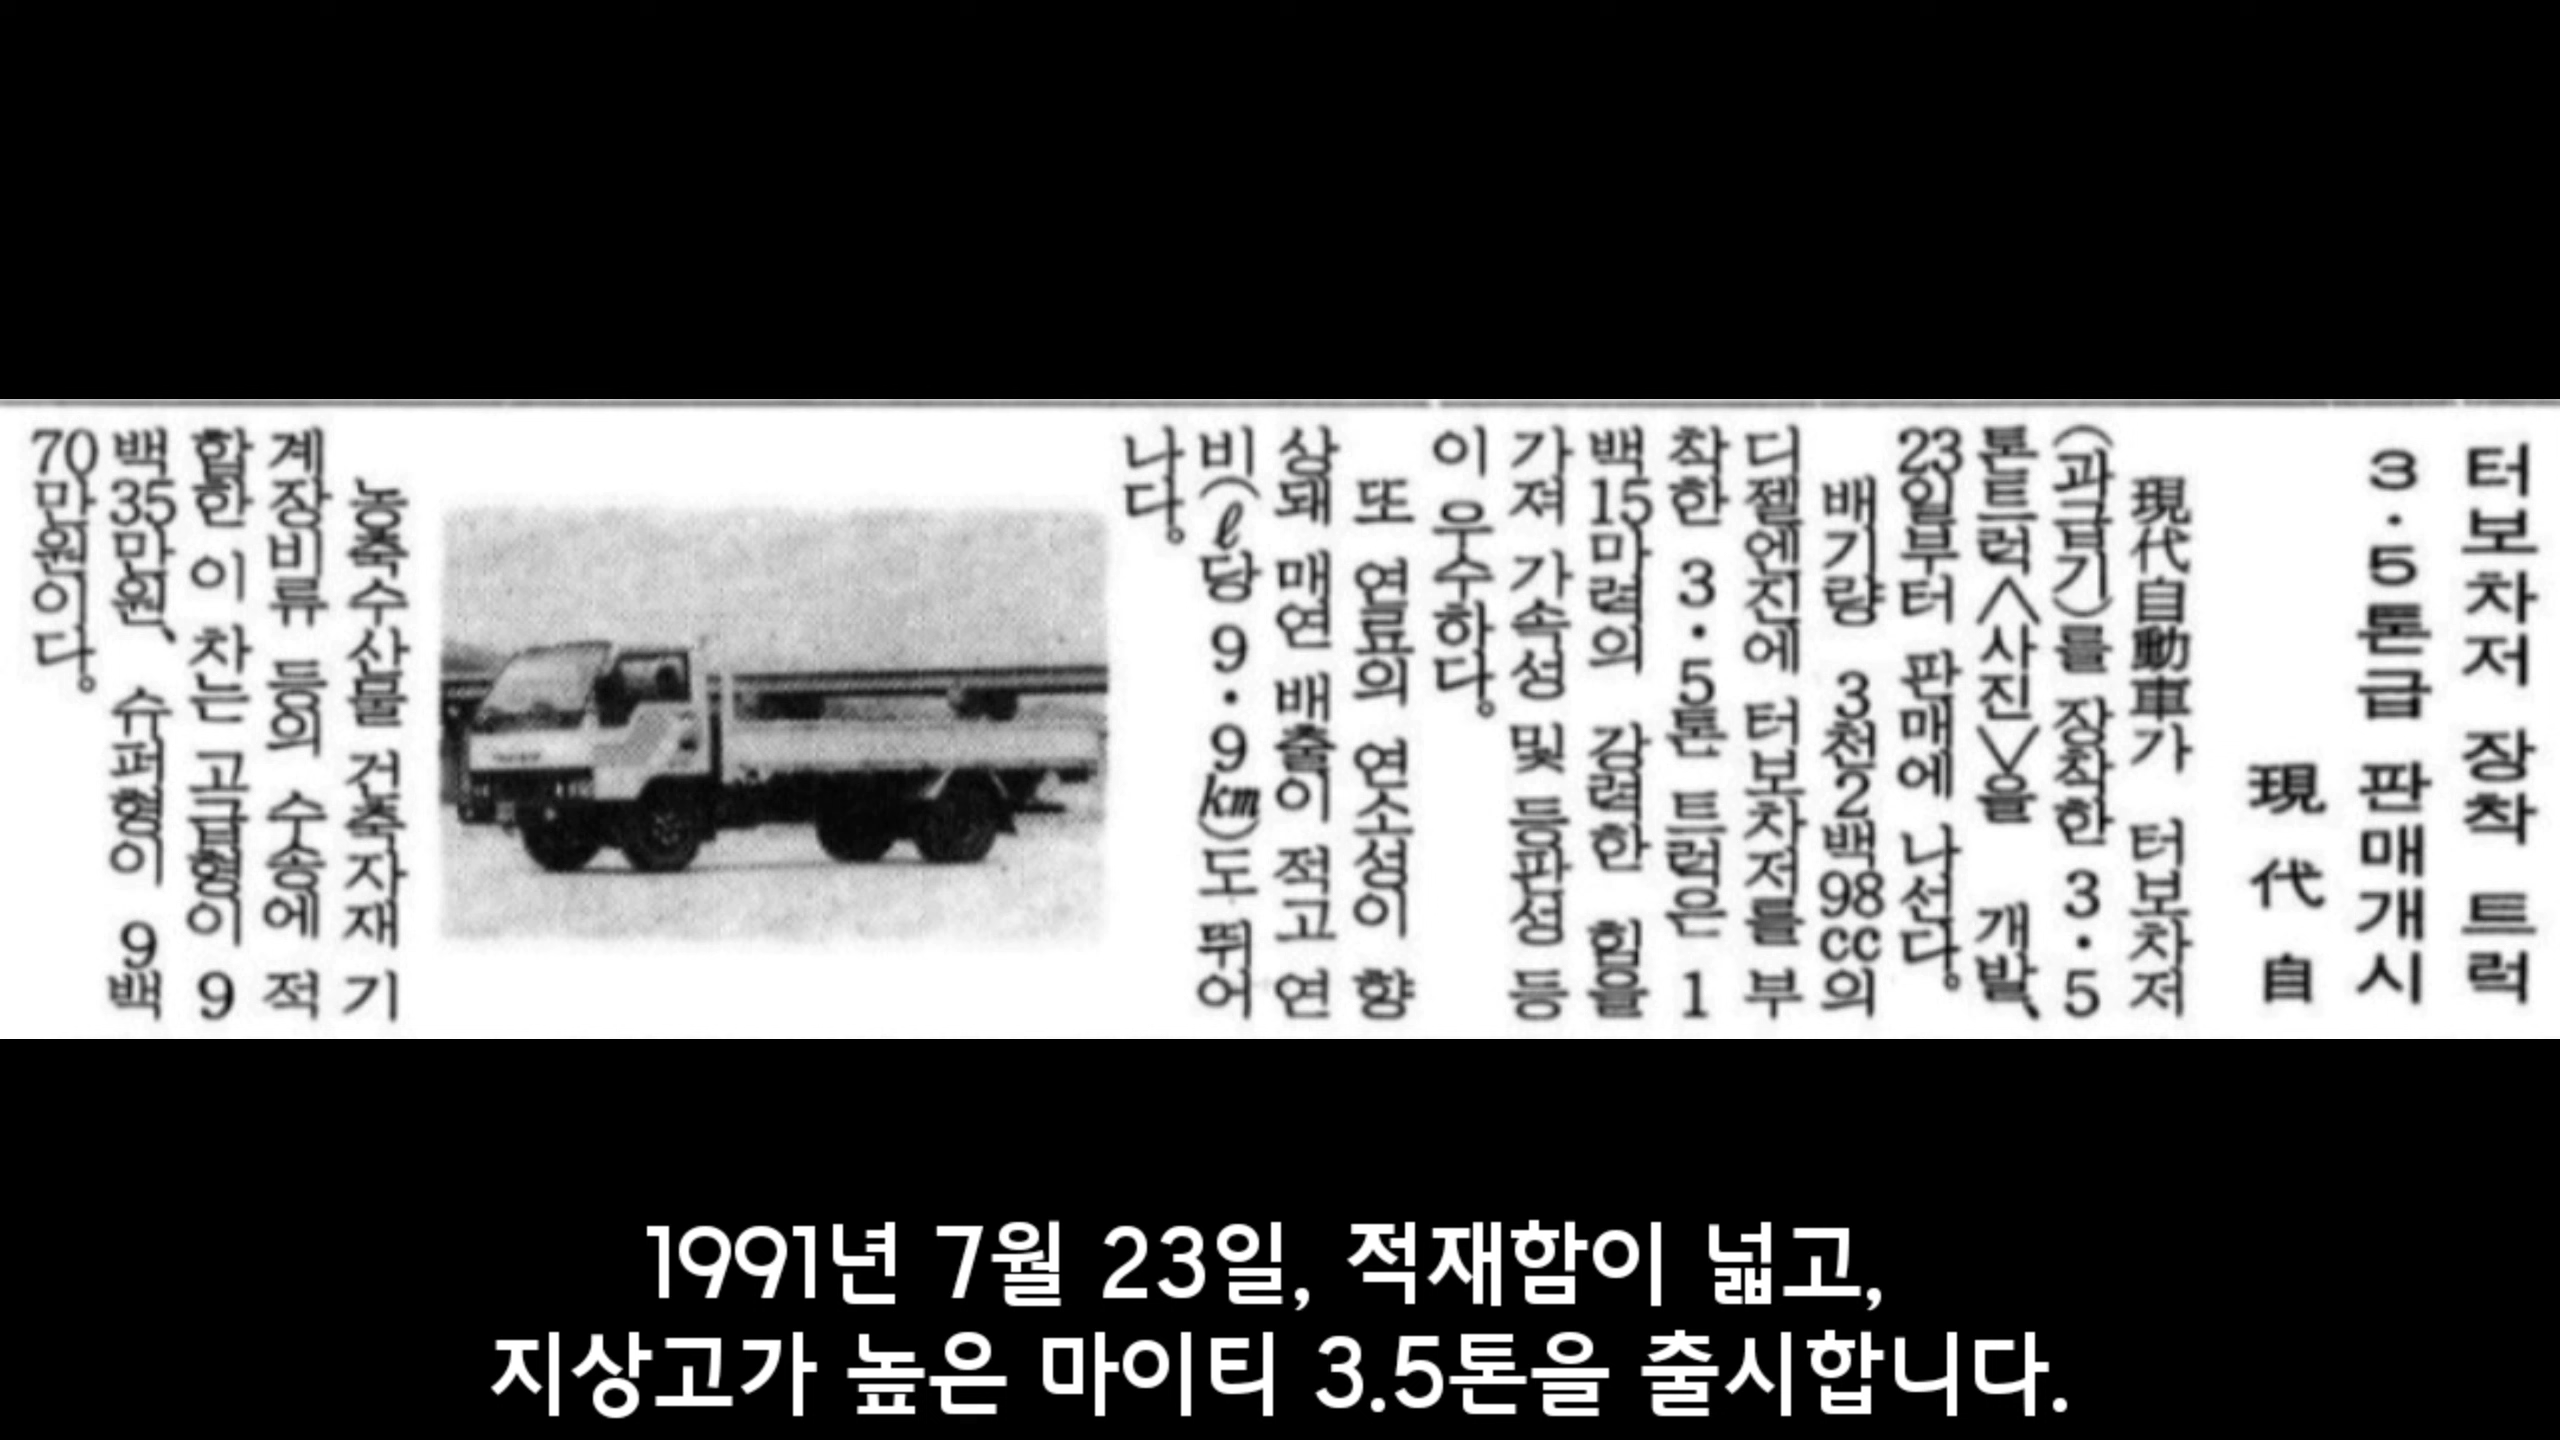 터보차저 장착 트럭
3·5톤급 판매개시
現代自
現代自動車가 터보차저
(과급기)를 장착한 3·5
톤트럭<사진>을 개발、
23일부터 판매에 나선다。
배기량 3천2백98cc의
디젤엔진에 터보차저를 부
착한 3·5톤 트럭은 1
백15마력의 강력한 힘을
가져 가속성 및 등판성 등
이 우수하다。
또 연료의 연소성이 향
상돼 매연 배출이 적고 연
비(ℓ당 9·9km)도 뛰어
나다。
농축수산물 건축자재 기
계장비류 등의 수송에 적
합한 이 차는 고급형이 9
백35만원、 슈퍼형이 9백
70만원이다。
1991년 7월 23일, 적재함이 넓고,
지상고가 높은 마이티 3.5톤을 출시합니다.